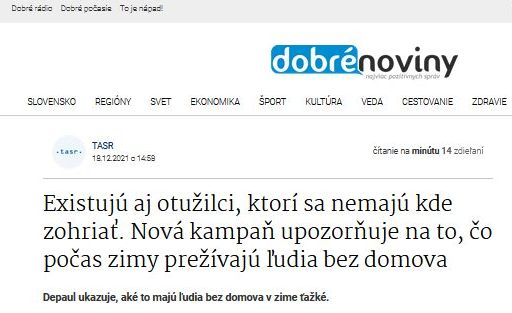 Dobré rádio Dobré počasie To je nápad!
dobrénoviny
najviac pozitívnych správ
SLOVENSKO REGIÓNY SVET EKONOMIKA ŠPORT KULTÚRA VEDA CESTOVANIE ZDRAVIE
tasr
TASR
18.12.2021 o 14:59
čítanie na minútu 14 zdieľaní
Existujú aj otužilci, ktorí sa nemajú kde
zohriať. Nová kampaň upozorňuje na to, čo
počas zimy prežívajú ľudia bez domova
Depaul ukazuje, aké to majú ľudia bez domova v zime ťažké.